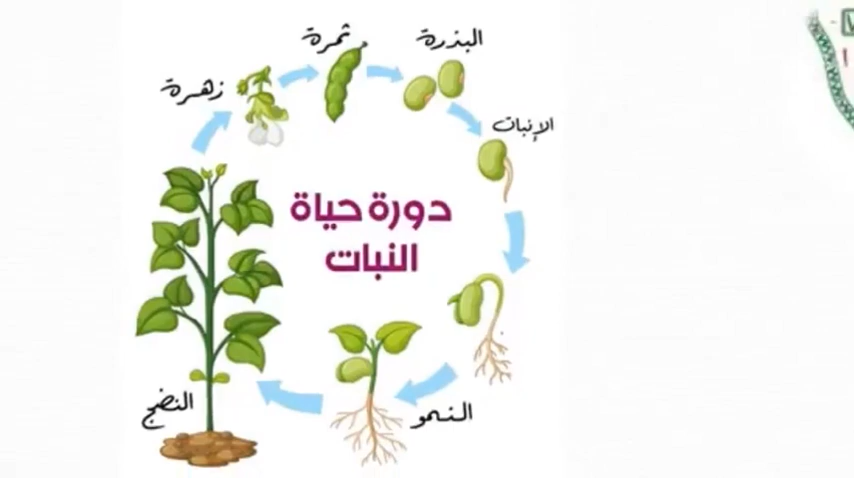 دورة حياة
النبات
البذرة
الإنبات
النمو
النضج
زهرة
ثمرة